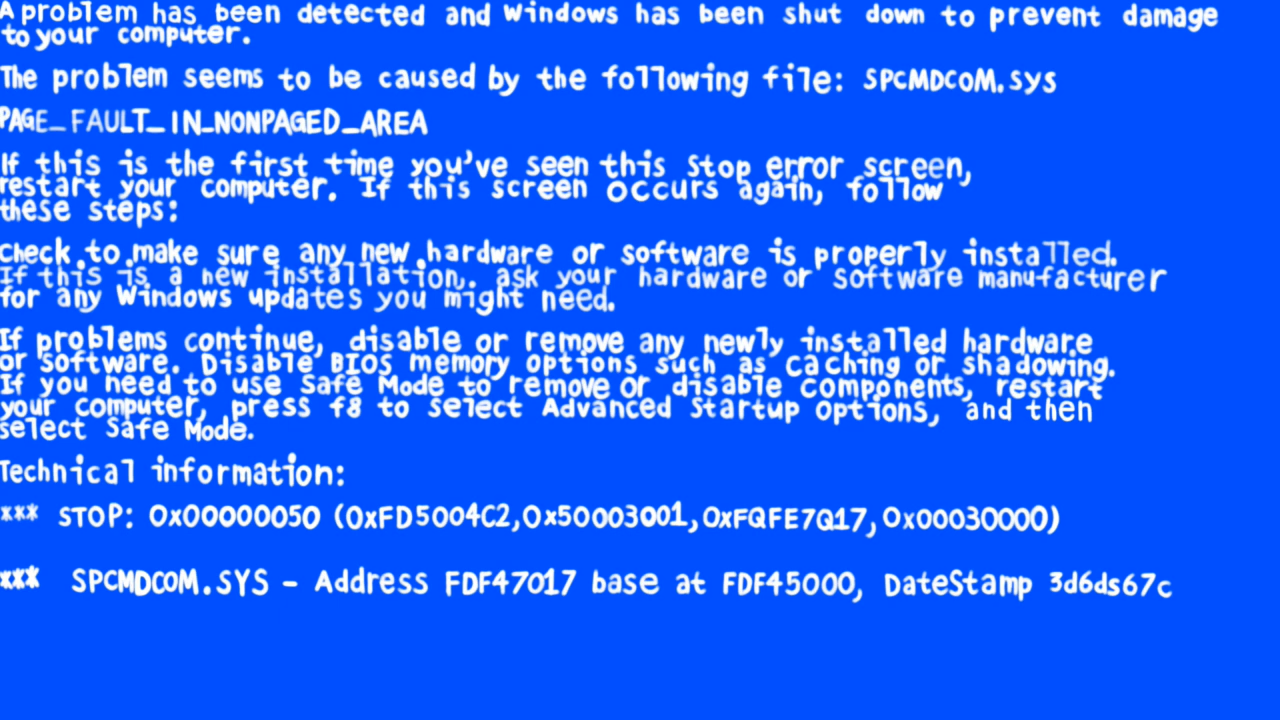 A problem has been detected and Windows has been shut down to prevent damage
to your computer.
The problem seems to be caused by the following file: SPCMDCOM.sys
PAGE_FAULT_IN_NONPAGED_AREA
If this is the first time you've seen this Stop error screen,
restart your computer. If this screen occurs again, follow
these steps:
Check to make sure any new hardware or software is properly installed.
If this is a new installation. ask your hardware or software manufacturer
for any Windows updates you might need.
If problems continue, disable or remove any newly installed hardware
or software. Disable BIOS memory options such as caching or shadowing.
If you need to use Safe Mode to remove or disable components, restart
your computer, press f8 to select Advanced Startup Options, and then
select Safe Mode.
Technical information:
*** STOP: 0x00000050 (0xFD5004C2,0x50003001,0xFQFE7Q17,0x00030000)
*** SPCMDCOM.SYS - Address FDF47017 base at FDF45000, DateStamp 3d6ds67c